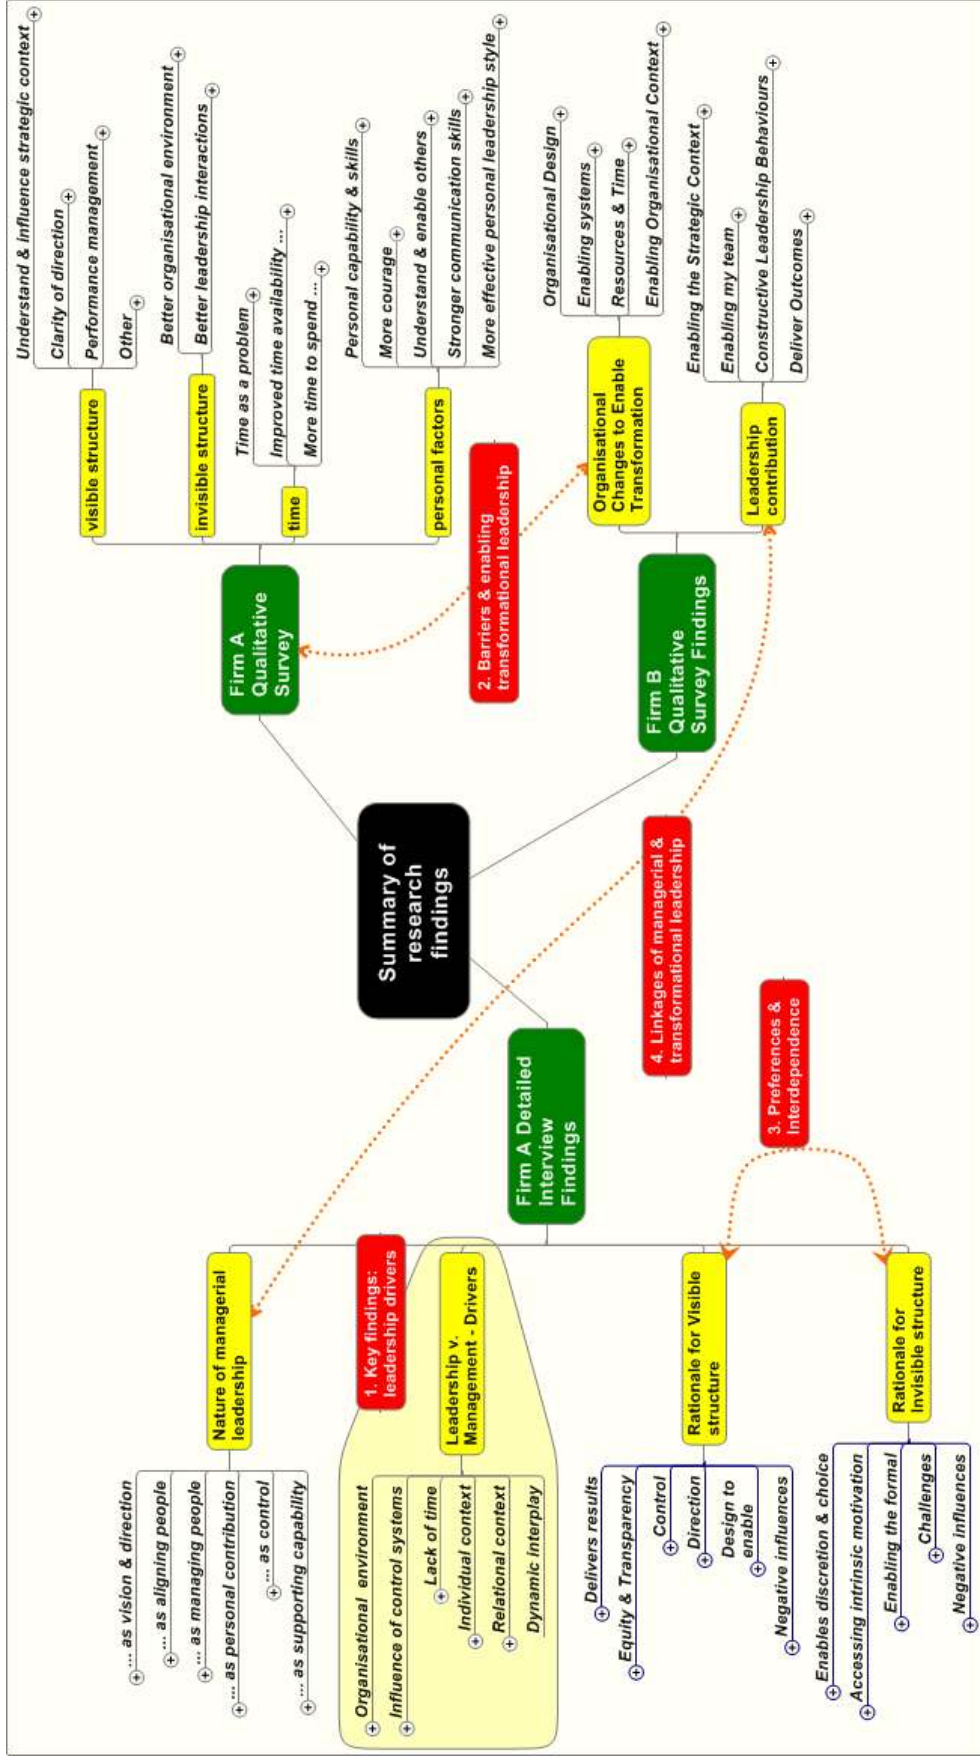 Summary of
research
findings
Firm A
Qualitative
Survey
visible structure
Understand & influence strategic context
Clarity of direction
Performance management
Other
invisible structure
Better organisational environment
Better leadership interactions
time
Time as a problem
Improved time availability ...
More time to spend ...
personal factors
Personal capability & skills
More courage
Understand & enable others
Stronger communication skills
More effective personal leadership style
2. Barriers & enabling
transformational leadership
Firm B
Qualitative
Survey Findings
Organisational
Changes to Enable
Transformation
Organisational Design
Enabling systems
Resources & Time
Enabling Organisational Context
Leadership
contribution
Enabling the Strategic Context
Enabling my team
Constructive Leadership Behaviours
Deliver Outcomes
4. Linkages of managerial &
transformational leadership
3. Preferences &
Interdependence
Firm A Detailed
Interview
Findings
Nature of managerial
leadership
... as vision & direction
... as aligning people
... as managing people
... as personal contribution
... as control
... as supporting capability
1. Key findings:
leadership drivers
Leadership v.
Management - Drivers
Organisational environment
Influence of control systems
Lack of time
Individual context
Relational context
Dynamic interplay
Rationale for Visible
structure
Delivers results
Equity & Transparency
Control
Direction
Design to
enable
Negative influences
Rationale for
Invisible structure
Enables discretion & choice
Accessing intrinsic motivation
Enabling the formal
Challenges
Negative influences